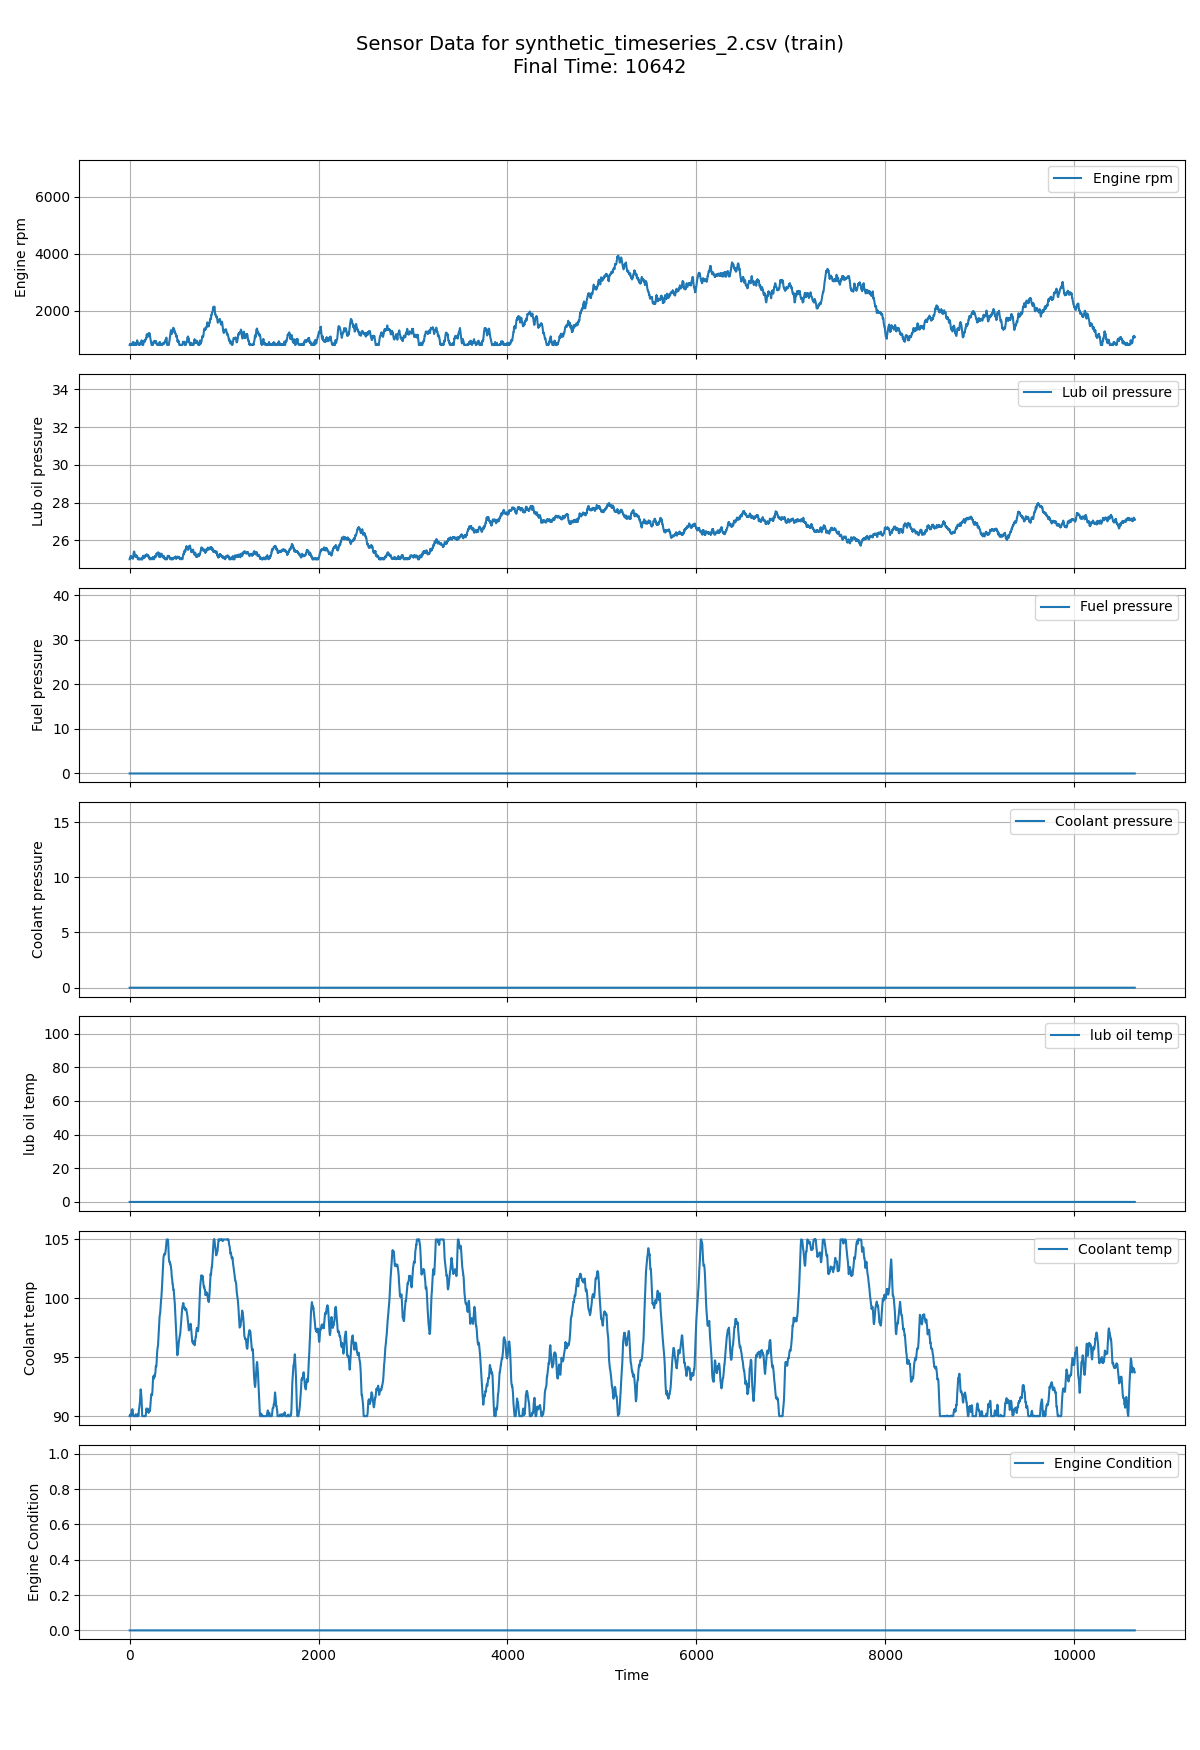 Sensor Data for synthetic_timeseries_2.csv (train)
Final Time: 10642
Engine rpm
6000
4000
2000
Engine rpm
Lub oil pressure
34
32
30
28
26
Lub oil pressure
Fuel pressure
40
30
20
10
0
Fuel pressure
Coolant pressure
15
10
5
0
Coolant pressure
lub oil temp
100
80
60
40
20
0
lub oil temp
Coolant temp
105
100
95
90
Coolant temp
Engine Condition
1.0
0.8
0.6
0.4
0.2
0.0
Engine Condition
0 2000 4000 6000 8000 10000
Time